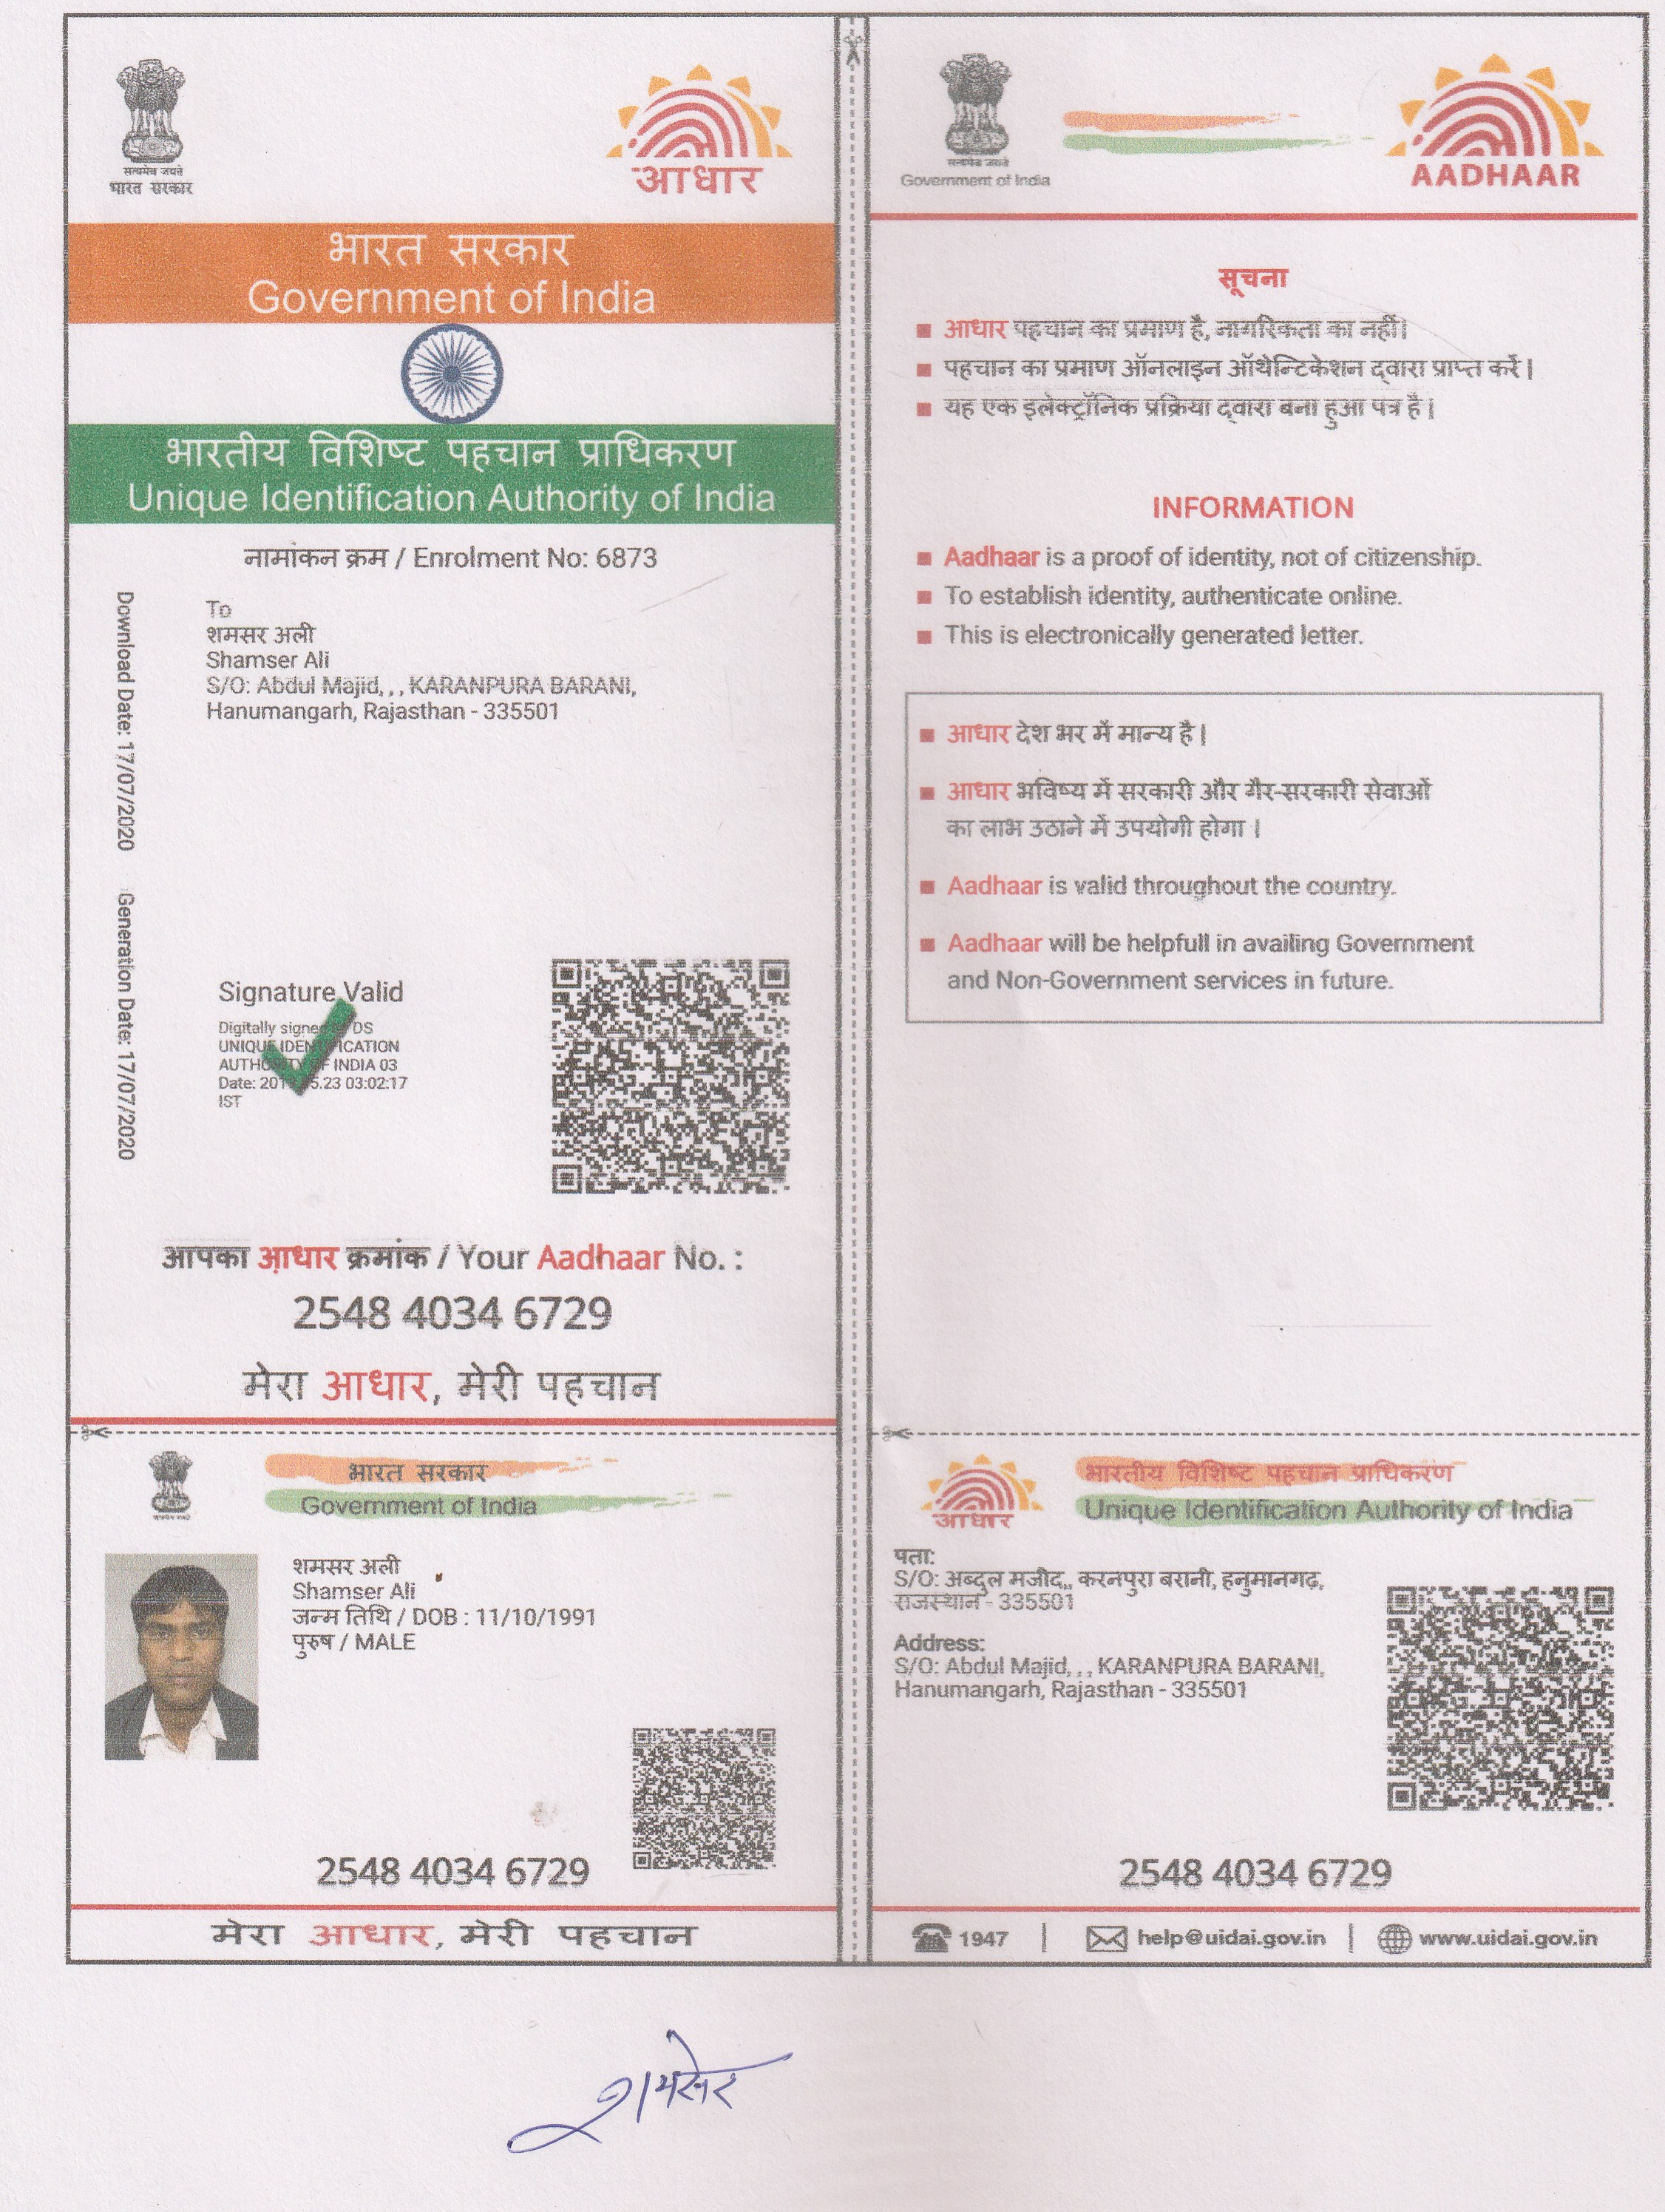 सत्यमेव जयते
भारत सरकार
आधार
भारत सरकार
Government of India
भारतीय विशिष्ट पहचान प्राधिकरण
Unique Identification Authority of India
नामांकन क्रम / Enrolment No: 6873
To
शमसर अली
Shamser Ali
S/O: Abdul Majid, , , KARANPURA BARANI,
Hanumangarh, Rajasthan - 335501
Download Date: 17/07/2020
Generation Date: 17/07/2020
Signature Valid
Digitally signed DS
UNIQUE IDENTIFICATION
AUTHORITY OF INDIA 03
Date: 5.23 03:02:17
IST
आपका आधार क्रमांक / Your Aadhaar No. :
2548 4034 6729
मेरा आधार, मेरी पहचान
सत्यमेव जयते
Government of India
AADHAAR
सूचना
आधार पहचान का प्रमाण है, नागरिकता का नहीं।
पहचान का प्रमाण ऑनलाइन ऑथेन्टिकेशन द्वारा प्राप्त करें।
यह एक इलेक्ट्रॉनिक प्रक्रिया द्वारा बना हुआ पत्र है।
INFORMATION
Aadhaar is a proof of identity, not of citizenship.
To establish identity, authenticate online.
This is electronically generated letter.
आधार देश भर में मान्य है।
आधार भविष्य में सरकारी और गैर-सरकारी सेवाओं
का लाभ उठाने में उपयोगी होगा।
Aadhaar is valid throughout the country.
Aadhaar will be helpfull in availing Government
and Non-Government services in future.
भारत सरकार
Government of India
शमसर अली
Shamser Ali
जन्म तिथि / DOB : 11/10/1991
पुरुष / MALE
2548 4034 6729
मेरा आधार, मेरी पहचान
आधार
भारतीय विशिष्ट पहचान प्राधिकरण
Unique Identification Authority of India
पता:
S/O: अब्दुल मजीद,, करनपुरा बरानी, हनुमानगढ़,
राजस्थान - 335501
Address:
S/O: Abdul Majid, , , KARANPURA BARANI,
Hanumangarh, Rajasthan - 335501
2548 4034 6729
1947
help@uidai.gov.in
www.uidai.gov.in
शमसेर